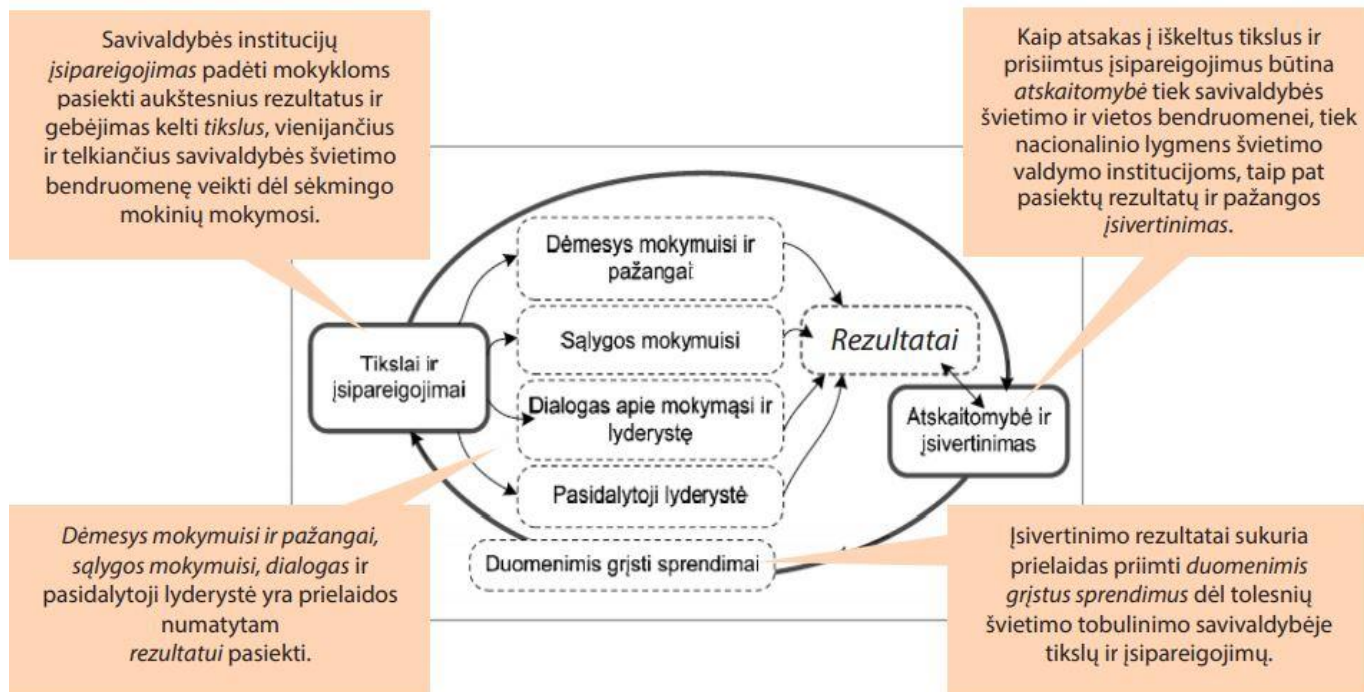 Savivaldybės institucijų
įsipareigojimas padėti mokykloms
pasiekti aukštesnius rezultatus ir
gebėjimas kelti tikslus, vienijančius
ir telkiančius savivaldybės švietimo
bendruomenę veikti dėl sėkmingo
mokinių mokymosi.
Kaip atsakas į iškeltus tikslus ir
prisiimtus įsipareigojimus būtina
atskaitomybė tiek savivaldybės
švietimo ir vietos bendruomenei, tiek
nacionalinio lygmens švietimo
valdymo institucijoms, taip pat
pasiektų rezultatų ir pažangos
įsivertinimas.
Dėmesys mokymuisi ir
pažangai
Sąlygos mokymuisi
Rezultatai
Tikslai ir
įsipareigojimai
Dialogas apie mokymąsi ir
lyderystę
Atskaitomybė ir
įsivertinimas
Pasidalytoji lyderystė
Duomenimis grįsti sprendimai
Dėmesys mokymuisi ir pažangai,
sąlygos mokymuisi, dialogas ir
pasidalytoji lyderystė yra prielaidos
numatytam
rezultatui pasiekti.
Įsivertinimo rezultatai sukuria
prielaidas priimti duomenimis
grįstus sprendimus dėl tolesnių
švietimo tobulinimo savivaldybėje
tikslų ir įsipareigojimų.